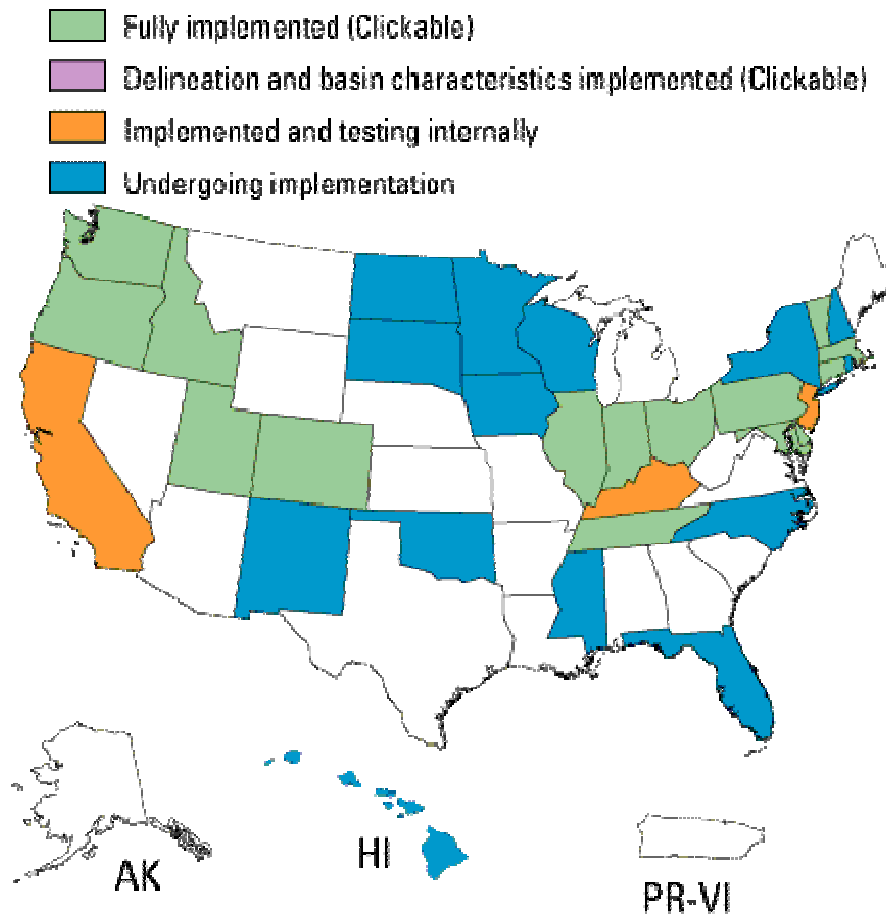 Fully implemented (Clickable)
Delineation and basin characteristics implemented (Clickable)
Implemented and testing internally
Undergoing implementation
AK
HI
PR-VI